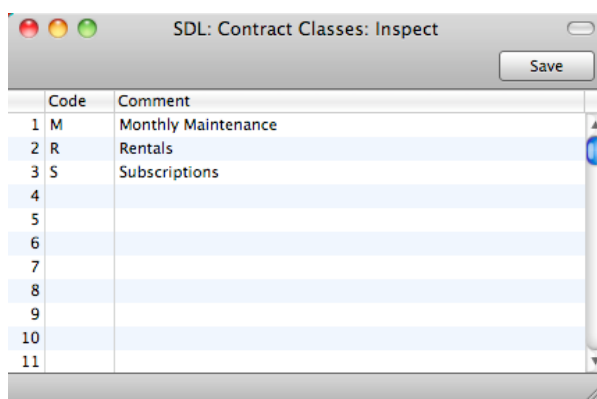 SDL: Contract Classes: Inspect
Save
Code Comment
1 M Monthly Maintenance
2 R Rentals
3 S Subscriptions
4
5
6
7
8
9
10
11